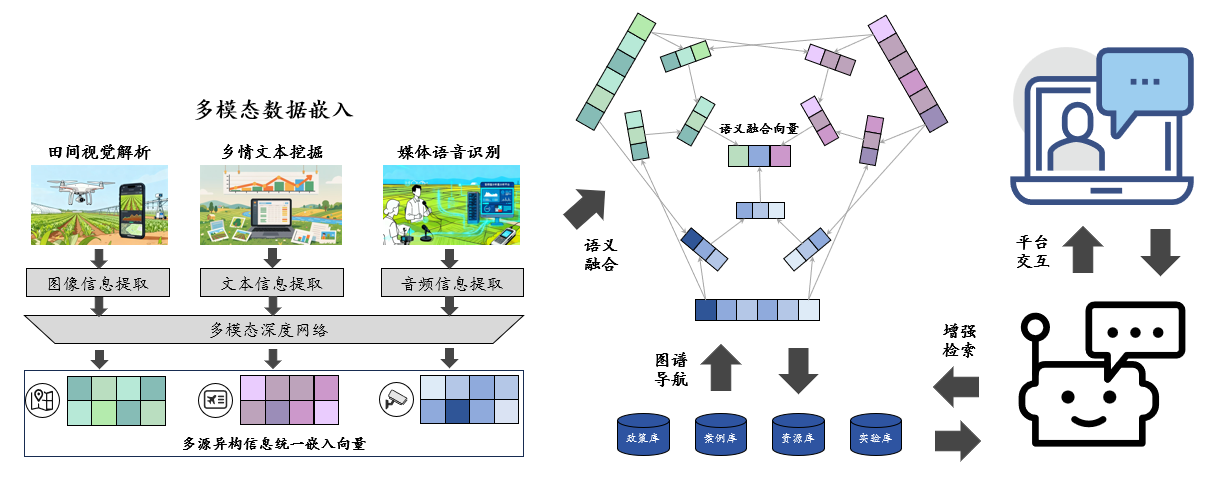 多模态数据嵌入
田间视觉解析
乡情文本挖掘
媒体语音识别
图像信息提取
文本信息提取
音频信息提取
多模态深度网络
多源异构信息统一嵌入向量
语义
融合
语义融合向量
图谱
导航
政策库
案例库
资源库
实验库
增强
检索
平台
交互